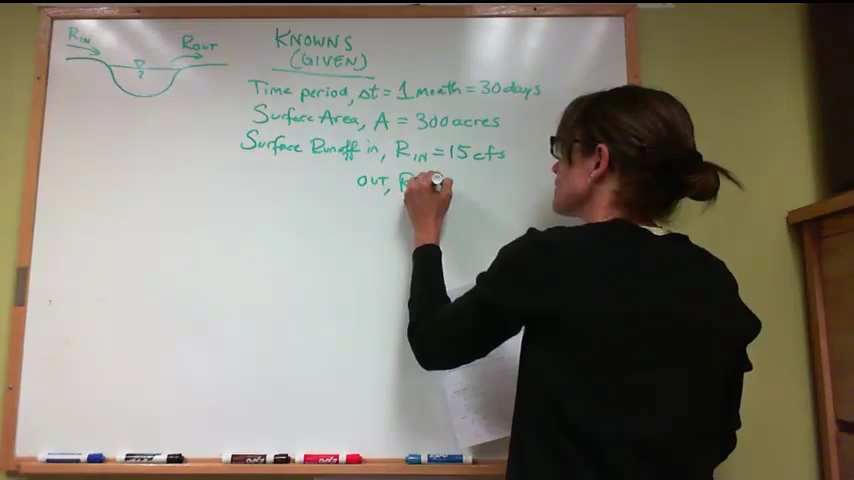 RIN
ROUT
?
KNOWNS
(GIVEN)
Time period, Δt = 1 month = 30 days
Surface Area, A = 300 acres
Surface Runoff in, RIN = 15 cfs
OUT, R